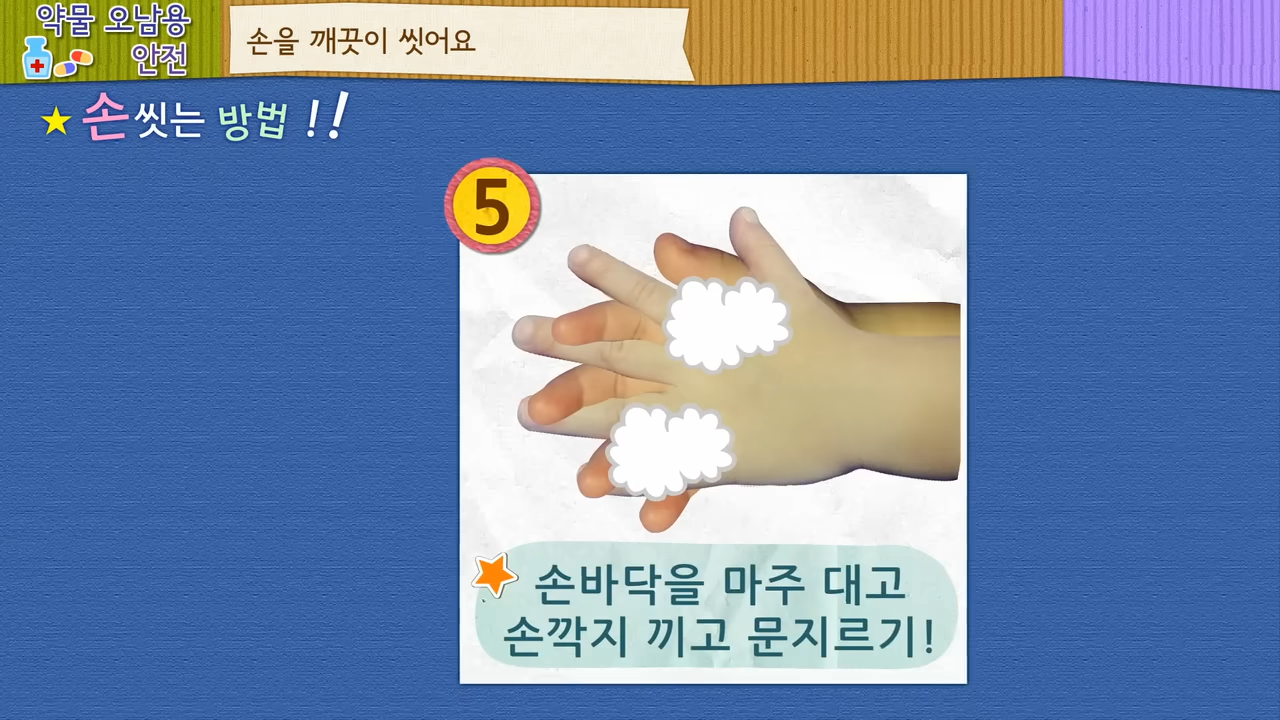 약물 오남용
안전
손을 깨끗이 씻어요
손 씻는 방법 !!
5
손바닥을 마주 대고
손깍지 끼고 문지르기!